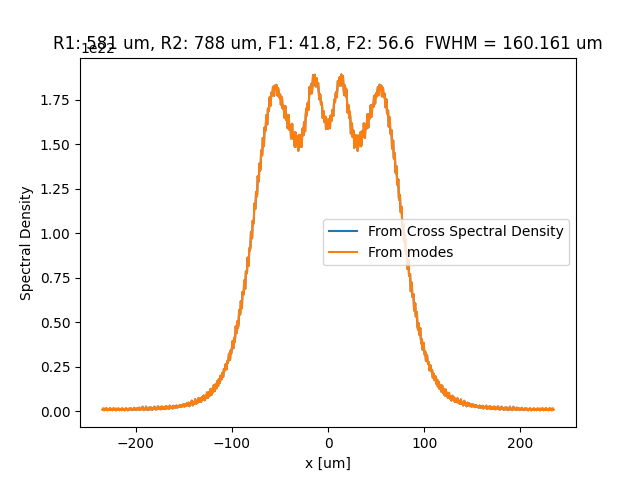 R1: 581 um, R2: 788 um, F1: 41.8, F2: 56.6  FWHM = 160.161 um
1e22
1.75
1.50
1.25
1.00
0.75
0.50
0.25
0.00
Spectral Density
From Cross Spectral Density
From modes
−200
−100
0
100
200
x [um]